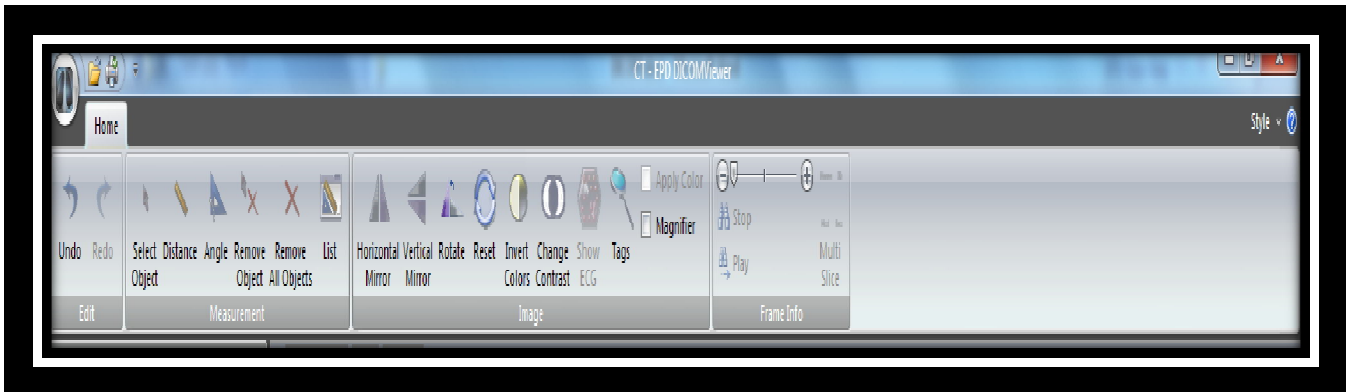 CT - EPD DICOMViewer
Home
Style
Undo
Redo
Edit
Select Object
Distance
Angle
Remove Object
Remove All Objects
List
Measurement
Horizontal Mirror
Vertical Mirror
Rotate
Reset
Invert Colors
Change Contrast
Show ECG
Tags
Apply Color
Magnifier
Image
Stop
Play
Multi Slice
Frame Info